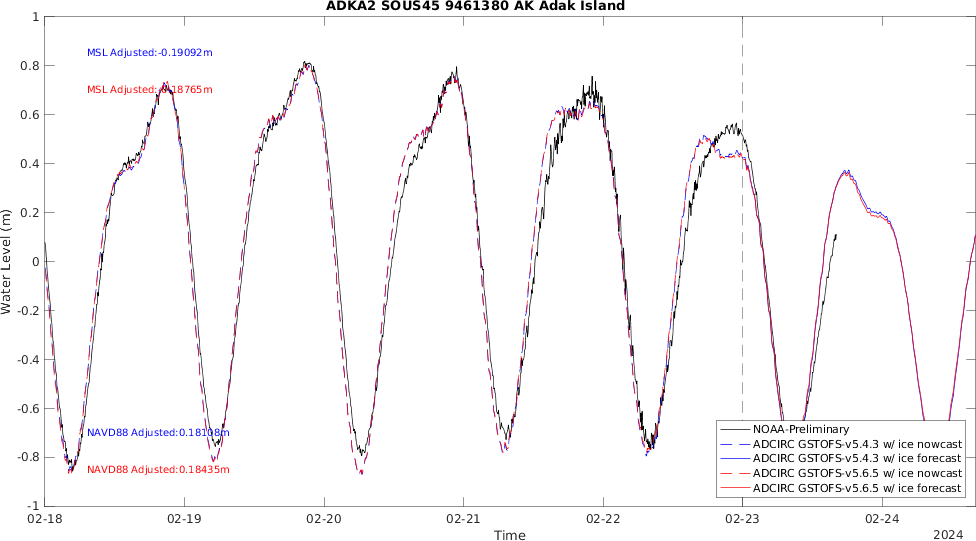 ADKA2 SOUS45 9461380 AK Adak Island
1
0.8
0.6
0.4
0.2
0
-0.2
-0.4
-0.6
-0.8
-1
Water Level (m)
MSL Adjusted:-0.19092m
MSL Adjusted:-0.18765m
NAVD88 Adjusted:0.18108m
NAVD88 Adjusted:0.18435m
NOAA-Preliminary
ADCIRC GSTOFS-v5.4.3 w/ ice nowcast
ADCIRC GSTOFS-v5.4.3 w/ ice forecast
ADCIRC GSTOFS-v5.6.5 w/ ice nowcast
ADCIRC GSTOFS-v5.6.5 w/ ice forecast
02-18 02-19 02-20 02-21 02-22 02-23 02-24
Time
2024